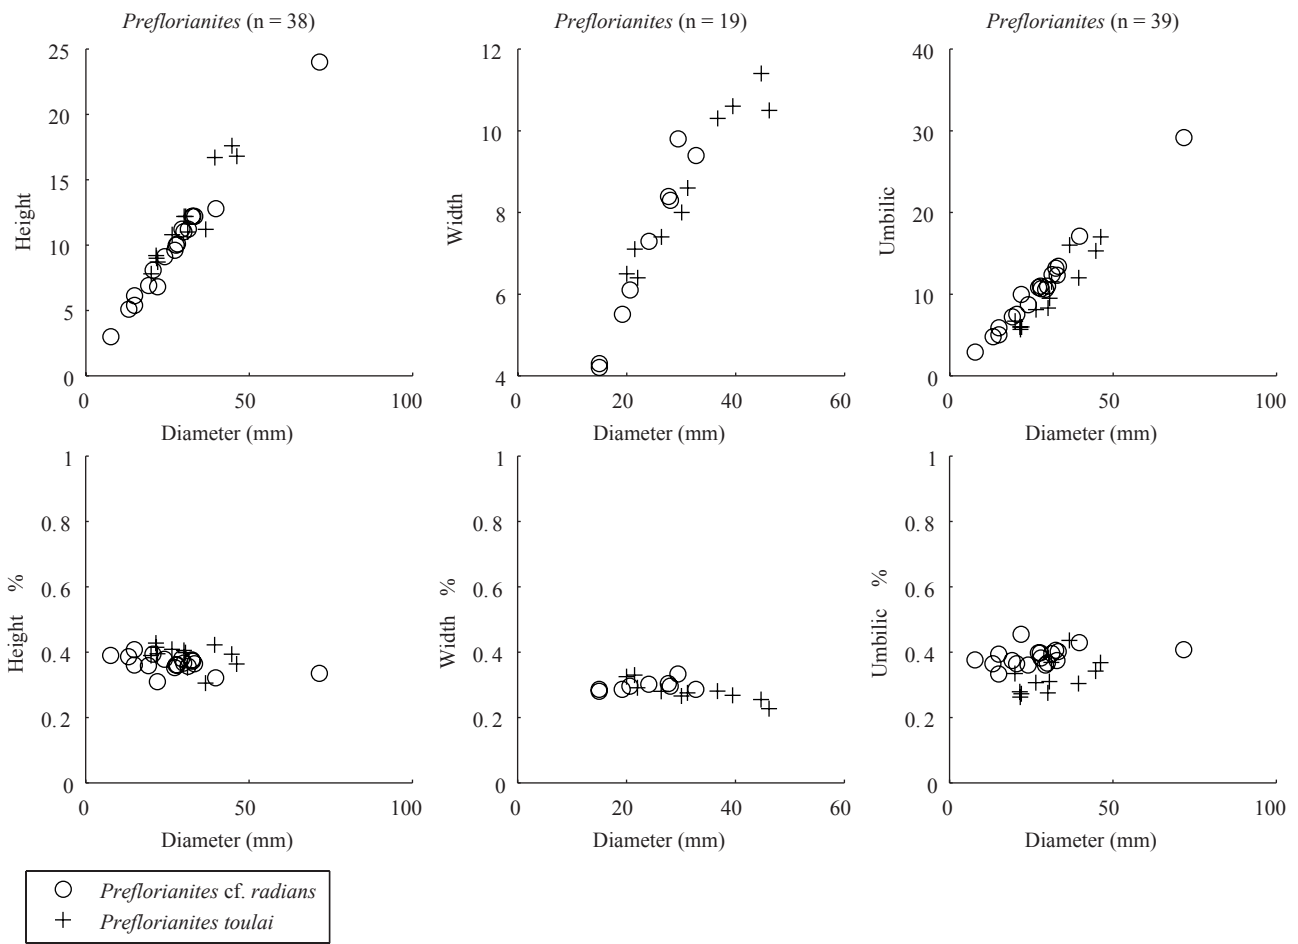 Preflorianites (n = 38)
25
20
15
10
5
0
0 50 100
Height
Diameter (mm)
Preflorianites (n = 19)
12
10
8
6
4
0 20 40 60
Width
Diameter (mm)
Preflorianites (n = 39)
40
30
20
10
0
0 50 100
Umbilic
Diameter (mm)
1
0.8
0.6
0.4
0.2
0
0 50 100
Height %
Diameter (mm)
1
0.8
0.6
0.4
0.2
0
0 20 40 60
Width %
Diameter (mm)
1
0.8
0.6
0.4
0.2
0
0 50 100
Umbilic %
Diameter (mm)
Preflorianites cf. radians
Preflorianites toulai